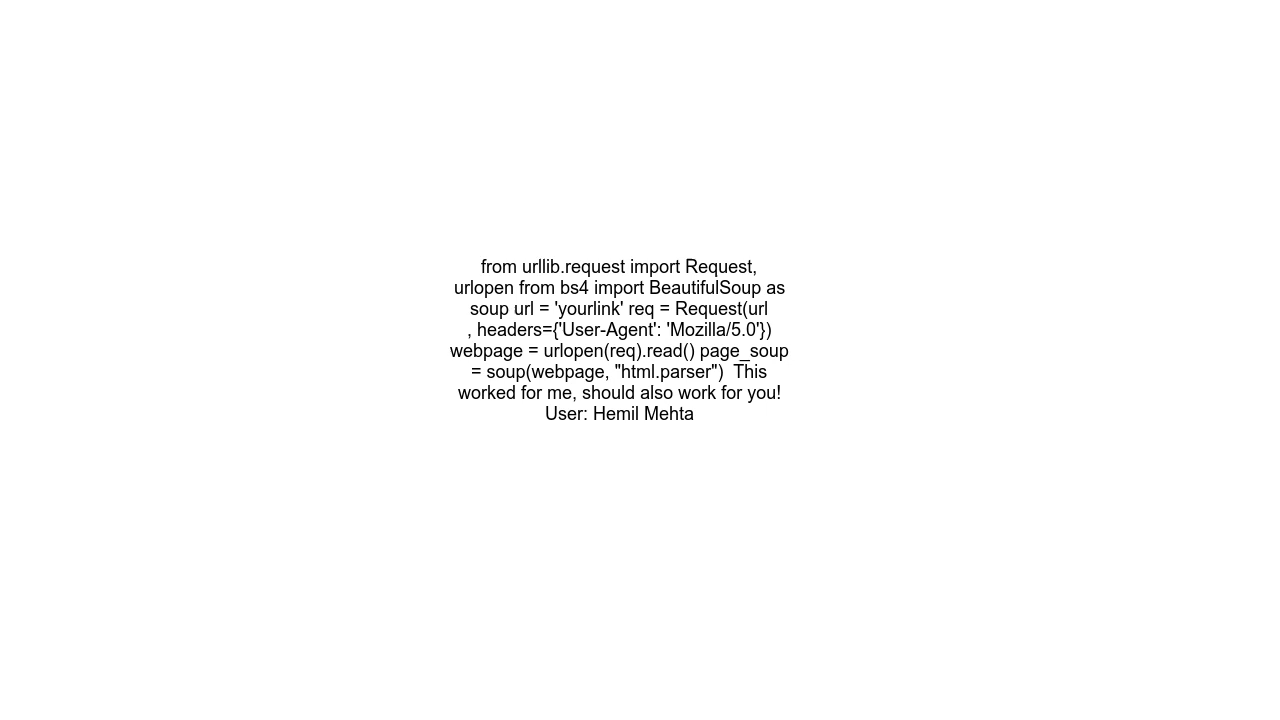 from urllib.request import Request,
urlopen from bs4 import BeautifulSoup as
soup url = 'yourlink' req = Request(url
, headers={'User-Agent': 'Mozilla/5.0'})
webpage = urlopen(req).read() page_soup
= soup(webpage, "html.parser")  This
worked for me, should also work for you!
User: Hemil Mehta